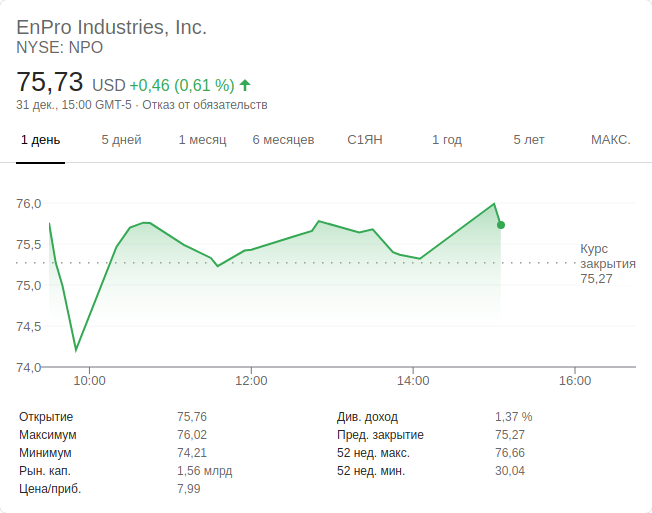 EnPro Industries, Inc.
NYSE: NPO
75,73 USD +0,46 (0,61 %)
31 дек., 15:00 GMT-5 · Отказ от обязательств
1 день 5 дней 1 месяц 6 месяцев С1ЯН 1 год 5 лет МАКС.
76,0
75,5
Курс
закрытия
75,27
75,0
74,5
74,0
10:00 12:00 14:00 16:00
Открытие 75,76 Див. доход 1,37 %
Максимум 76,02 Пред. закрытие 75,27
Минимум 74,21 52 нед. макс. 76,66
Рын. кап. 1,56 млрд 52 нед. мин. 30,04
Цена/приб. 7,99